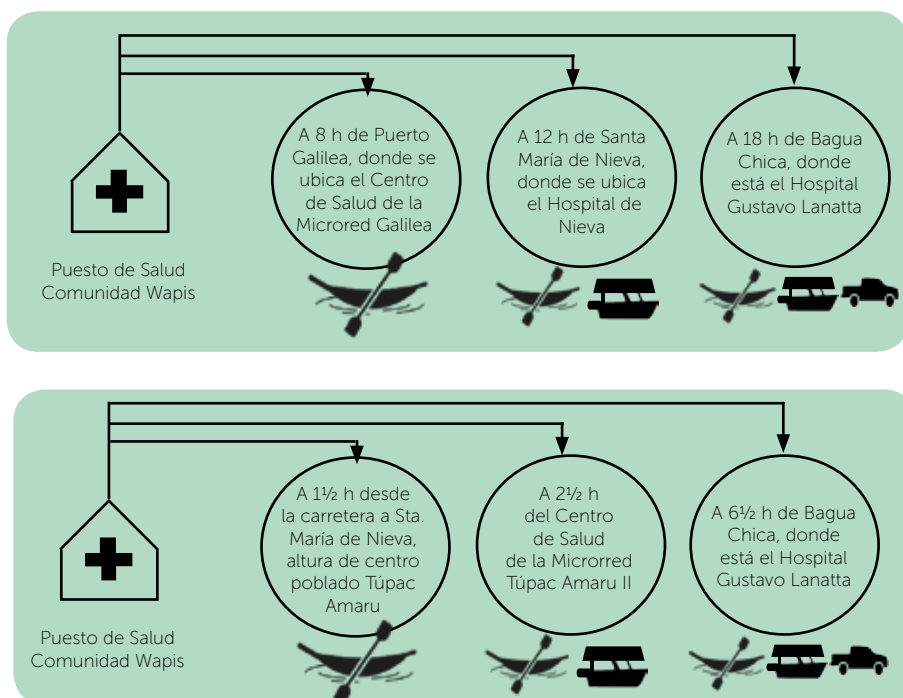 A 8 h de Puerto
Galilea, donde se
ubica el Centro
de Salud de la
Microred Galilea
A 12 h de Santa
María de Nieva,
donde se ubica
el Hospital de
Nieva
A 18 h de Bagua
Chica, donde
está el Hospital
Gustavo Lanatta
Puesto de Salud
Comunidad Wapis
A 1½ h desde
la carretera a Sta.
María de Nieva,
altura de centro
poblado Túpac
Amaru
A 2½ h
del Centro
de Salud
de la Microrred
Túpac Amaru II
A 6½ h de Bagua
Chica, donde
está el Hospital
Gustavo Lanatta
Puesto de Salud
Comunidad Wapis